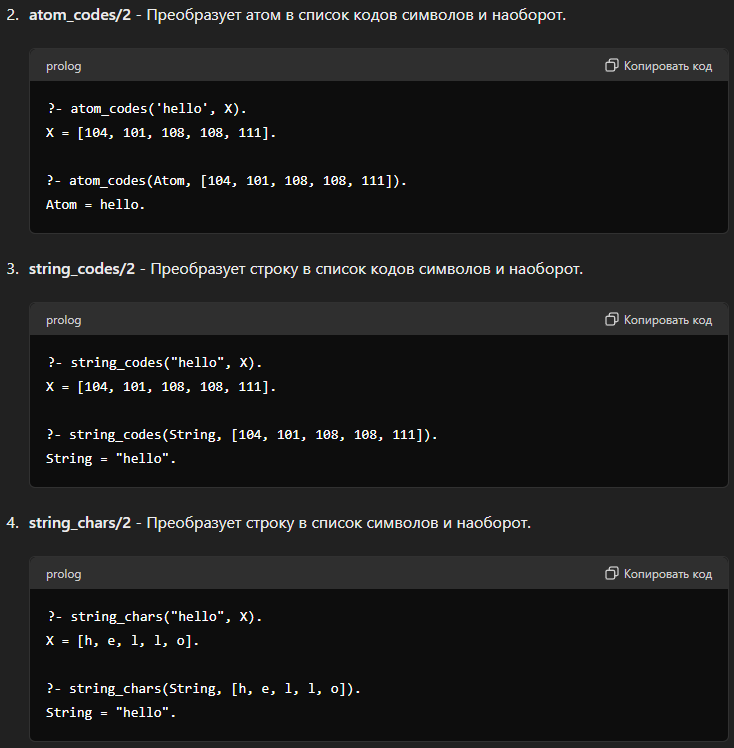 2. atom_codes/2 - Преобразует атом в список кодов символов и наоборот.
prolog Копировать код
?- atom_codes('hello', X).
X = [104, 101, 108, 108, 111].
?- atom_codes(Atom, [104, 101, 108, 108, 111]).
Atom = hello.
3. string_codes/2 - Преобразует строку в список кодов символов и наоборот.
prolog Копировать код
?- string_codes("hello", X).
X = [104, 101, 108, 108, 111].
?- string_codes(String, [104, 101, 108, 108, 111]).
String = "hello".
4. string_chars/2 - Преобразует строку в список символов и наоборот.
prolog Копировать код
?- string_chars("hello", X).
X = [h, e, l, l, o].
?- string_chars(String, [h, e, l, l, o]).
String = "hello".